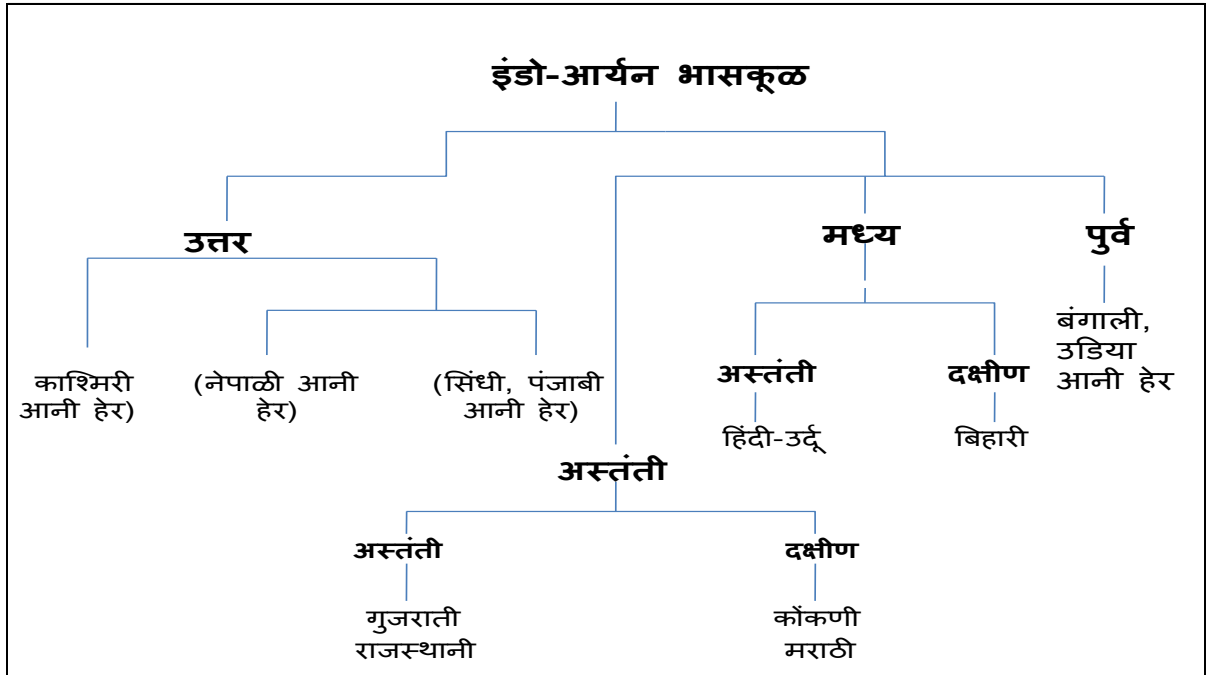 इंडो-आर्यन भासकूळ
उत्तर
मध्य
पुर्व
काश्मिरी
आनी हेर)
(नेपाळी आनी
हेर)
(सिंधी, पंजाबी
आनी हेर)
अस्तंती
हिंदी-उर्दू
दक्षीण
बिहारी
बंगाली,
उडिया
आनी हेर
अस्तंती
अस्तंती
गुजराती
राजस्थानी
दक्षीण
कोंकणी
मराठी